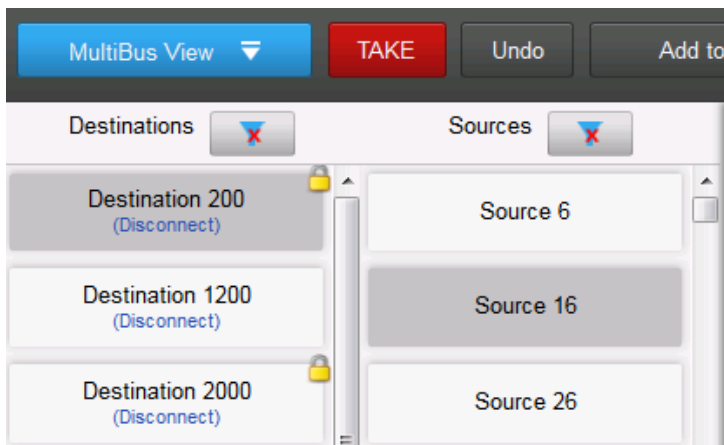 MultiBus View TAKE Undo Add to
Destinations Sources
Destination 200
(Disconnect)
Source 6
Destination 1200
(Disconnect)
Source 16
Destination 2000
(Disconnect)
Source 26